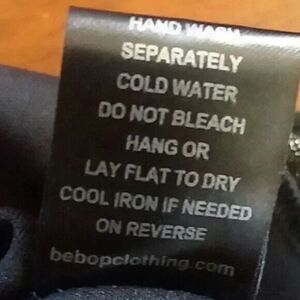 HAND WASH
SEPARATELY
COLD WATER
DO NOT BLEACH
HANG OR
LAY FLAT TO DRY
COOL IRON IF NEEDED
ON REVERSE
bebopclothing.com